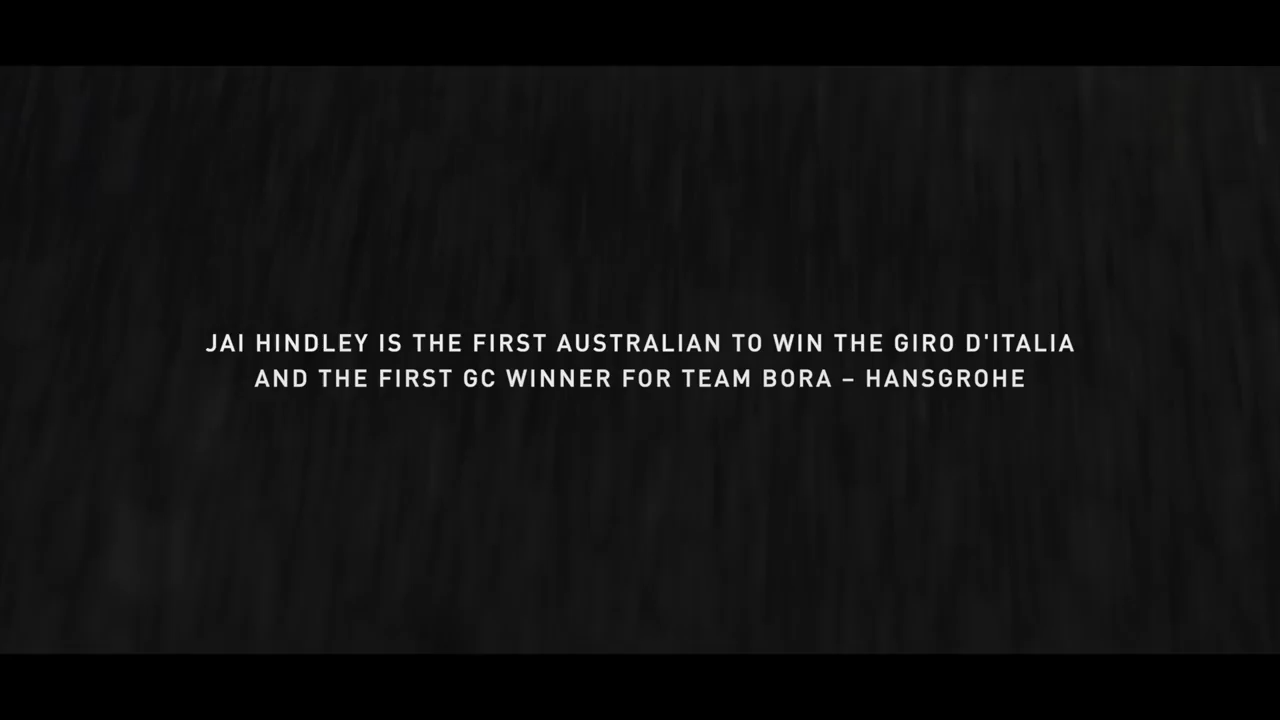 JAI HINDLEY IS THE FIRST AUSTRALIAN TO WIN THE GIRO D'ITALIA
AND THE FIRST GC WINNER FOR TEAM BORA – HANSGROHE